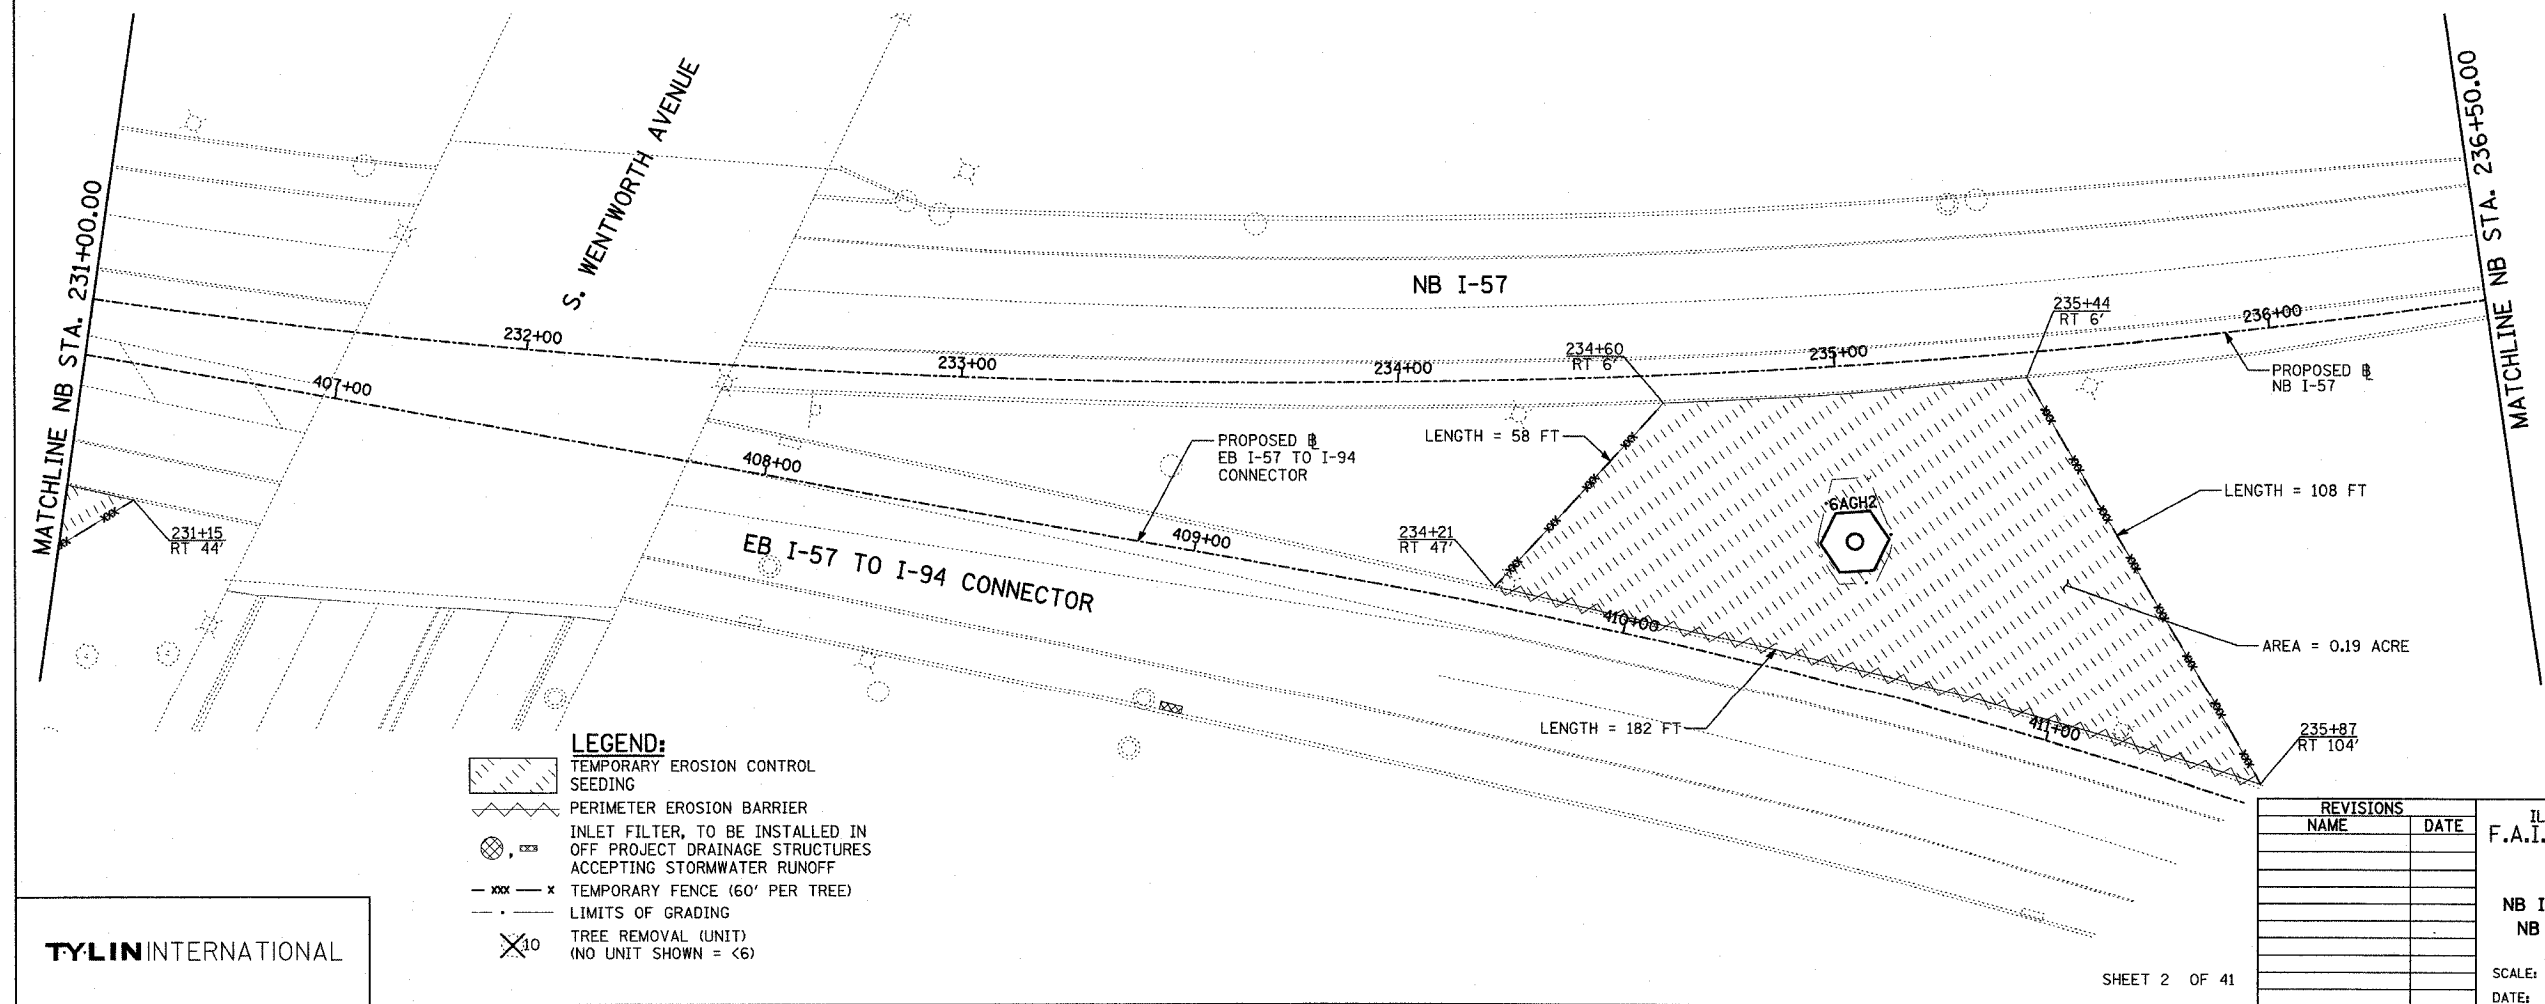 MATCHLINE NB STA. 231+00.00
S. WENTWORTH AVENUE
MATCHLINE NB STA. 236+50.00
NB I-57
232+00
233+00
234+00
235+00
236+00
234+60
RT 6'
235+44
RT 6'
PROPOSED B
NB I-57
407+00
408+00
409+00
410+00
411+00
PROPOSED B
EB I-57 TO I-94
CONNECTOR
LENGTH = 58 FT
6AGH2
LENGTH = 108 FT
231+15
RT 44'
234+21
RT 47'
EB I-57 TO I-94 CONNECTOR
AREA = 0.19 ACRE
LENGTH = 182 FT
235+87
RT 104'
LEGEND:
TEMPORARY EROSION CONTROL
SEEDING
PERIMETER EROSION BARRIER
INLET FILTER, TO BE INSTALLED IN
OFF PROJECT DRAINAGE STRUCTURES
ACCEPTING STORMWATER RUNOFF
XXX X TEMPORARY FENCE (60' PER TREE)
LIMITS OF GRADING
10 TREE REMOVAL (UNIT)
(NO UNIT SHOWN = <6)
TYLIN INTERNATIONAL
SHEET 2 OF 41
REVISIONS
NAME DATE
IL
F.A.I.
NB I
NB
SCALE:
DATE: